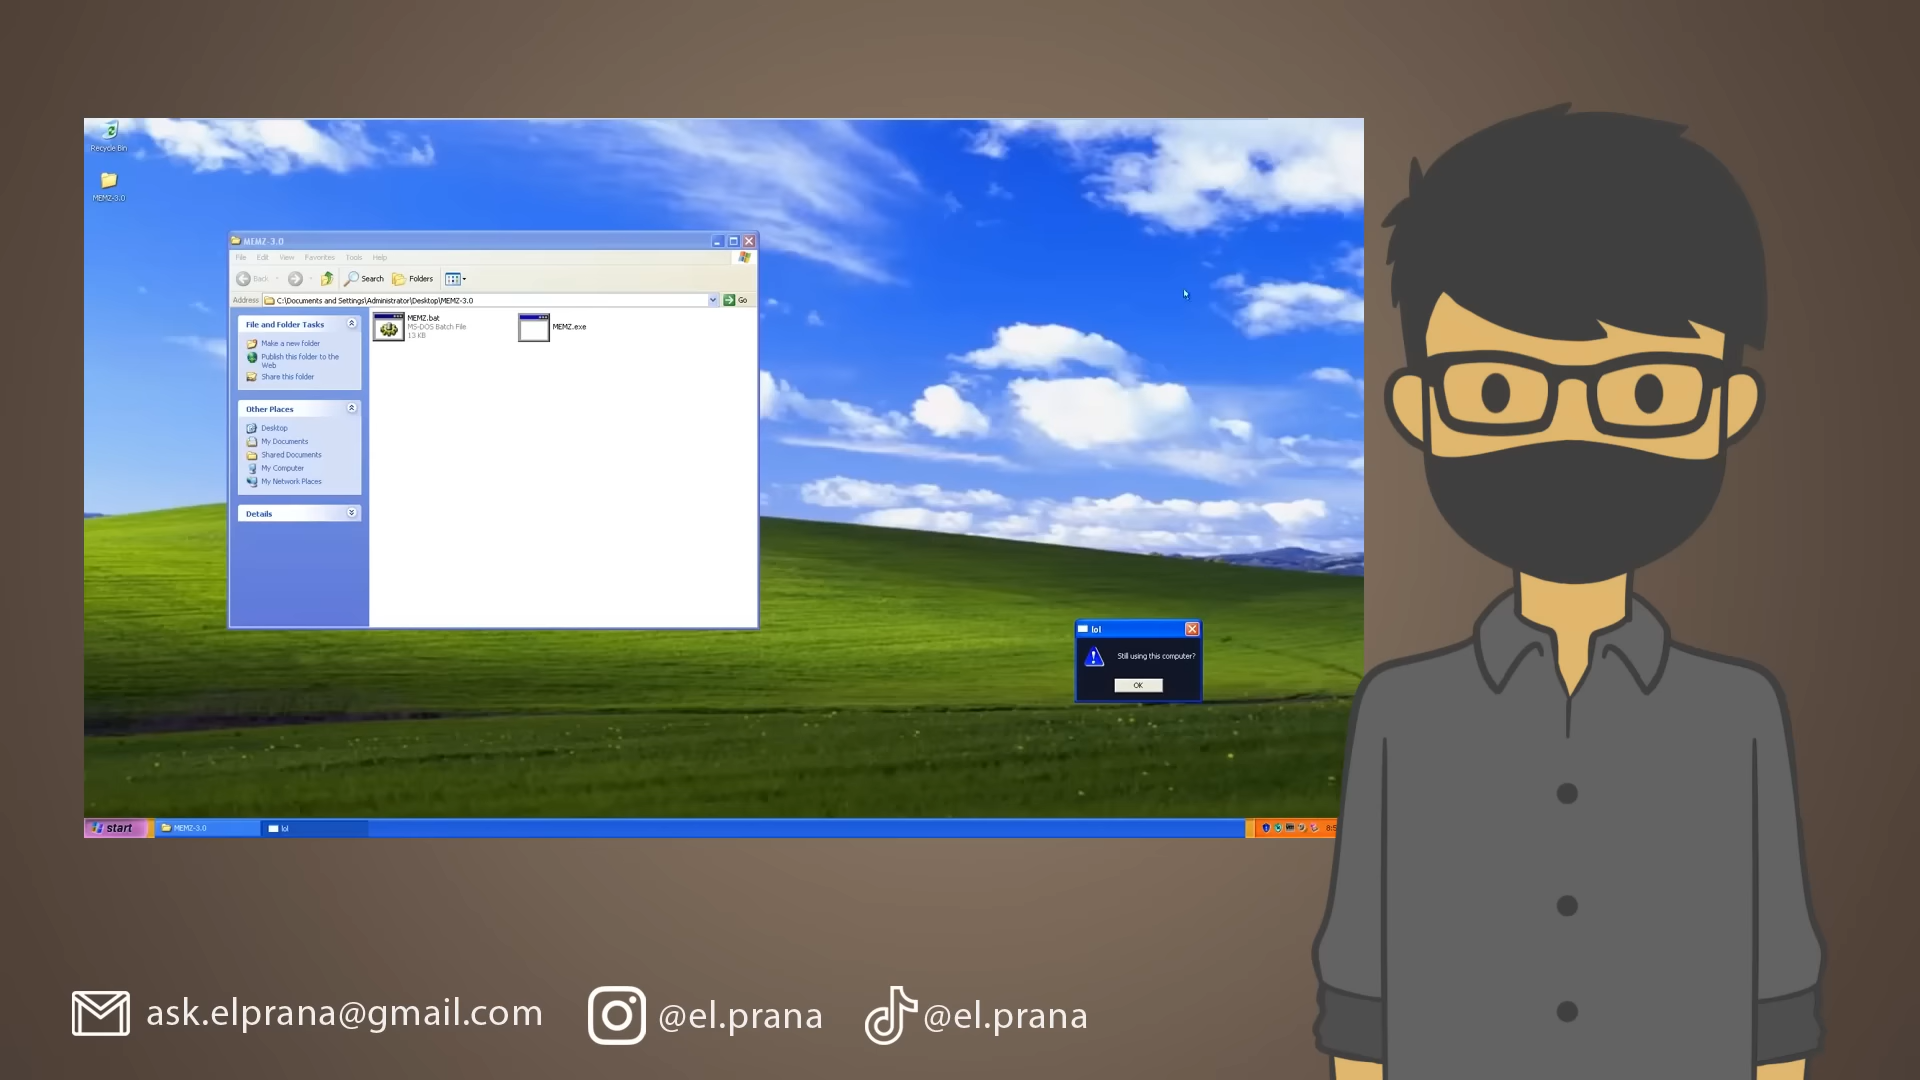 Recycle Bin
MEMZ-3.0
MEMZ-3.0
File Edit View Favorites Tools Help
Back Search Folders
Address C:\Documents and Settings\Administrator\Desktop\MEMZ-3.0 Go
File and Folder Tasks
Make a new folder
Publish this folder to the
Web
Share this folder
Other Places
Desktop
My Documents
Shared Documents
My Computer
My Network Places
Details
MEMZ.bat
MS-DOS Batch File
13 KB
MEMZ.exe
lol
Still using this computer?
OK
start MEMZ-3.0 lol
ask.elprana@gmail.com @el.prana @el.prana